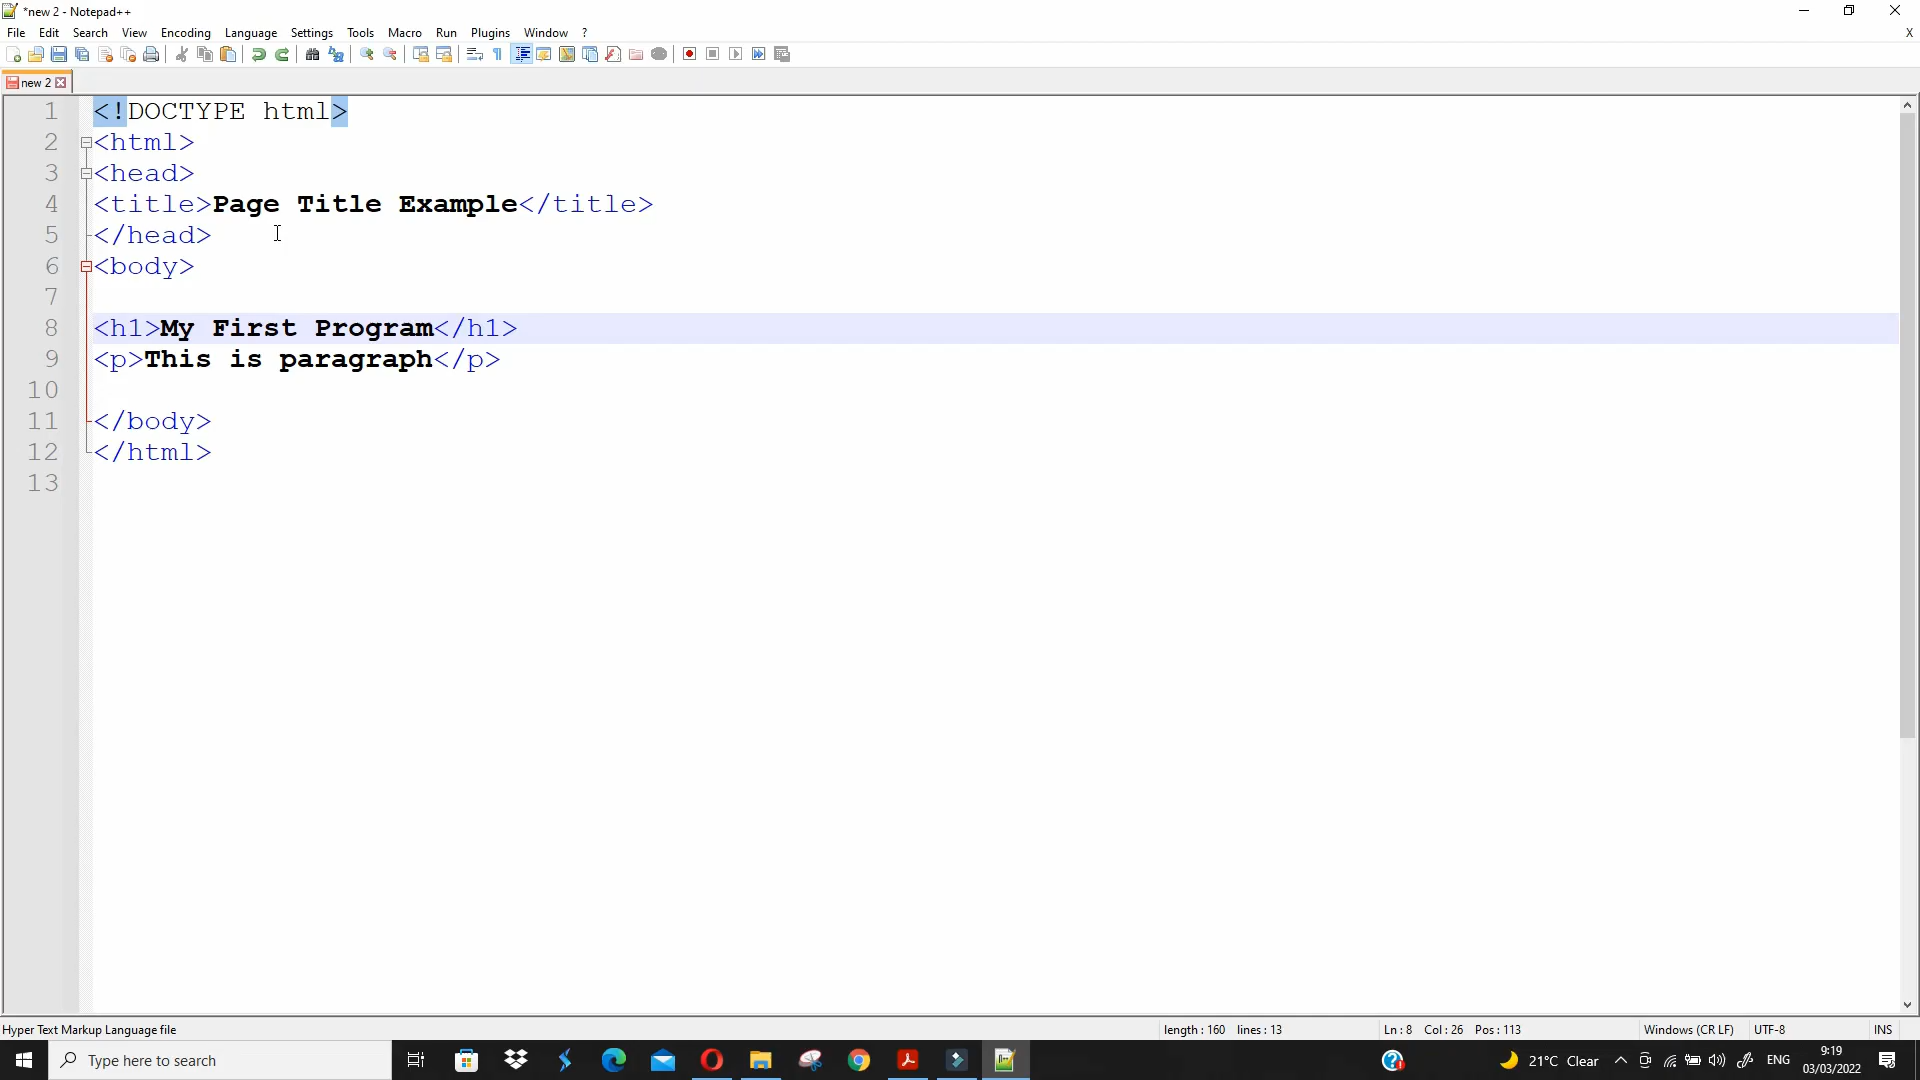 *new 2 - Notepad++
File Edit Search View Encoding Language Settings Tools Macro Run Plugins Window ? X
new 2
1 <!DOCTYPE html>
2 <html>
3 <head>
4 <title>Page Title Example</title>
5 </head>
6 <body>
7
8 <h1>My First Program</h1>
9 <p>This is paragraph</p>
10
11 </body>
12 </html>
13
Hyper Text Markup Language file length : 160 lines : 13 Ln : 8 Col : 26 Pos : 113 Windows (CR LF) UTF-8 INS
Type here to search 21°C Clear ENG 9:19
03/03/2022